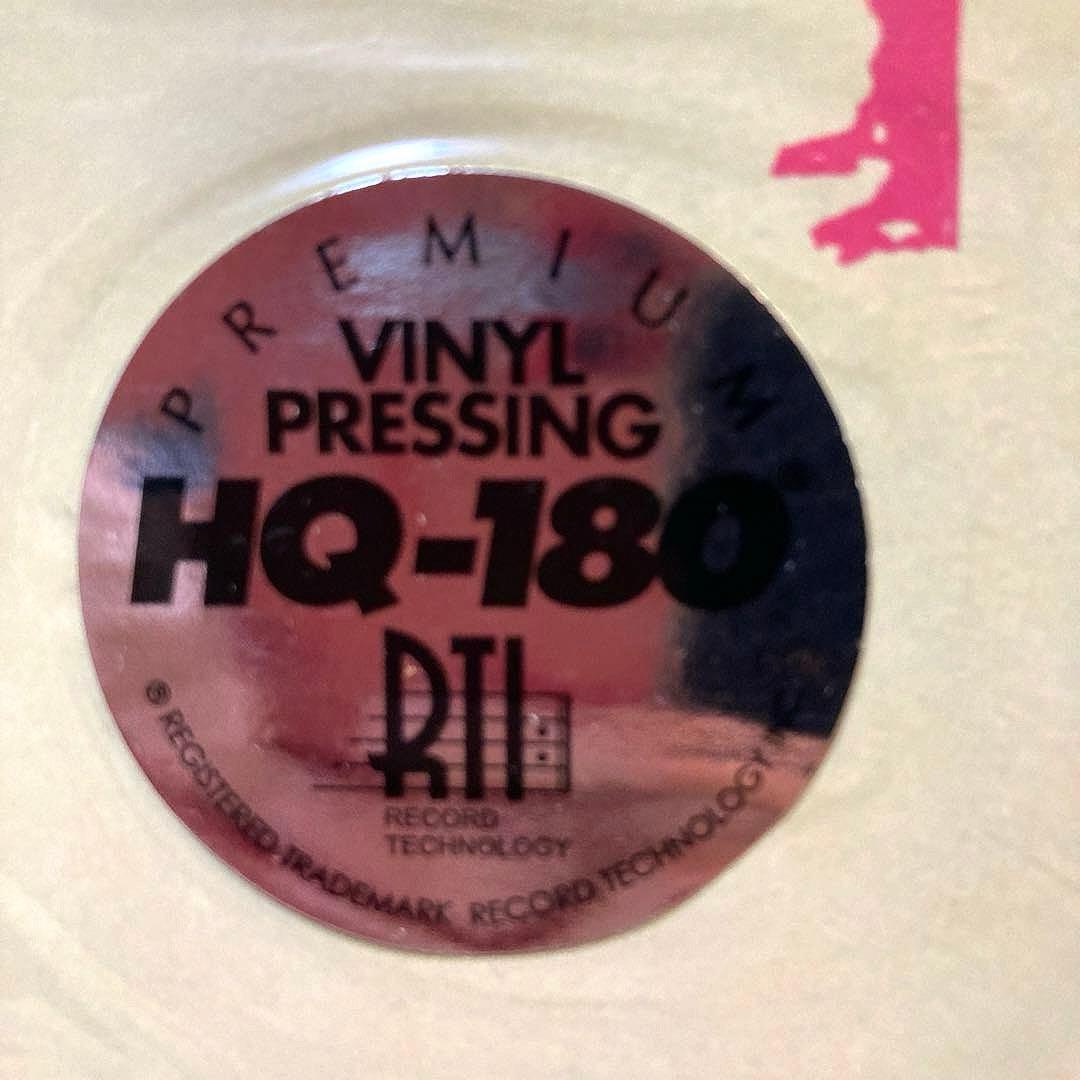 PREMIUM
VINYL
PRESSING
HQ-180
RTI
RECORD
TECHNOLOGY
® REGISTERED TRADEMARK RECORD TECHNOLOGY